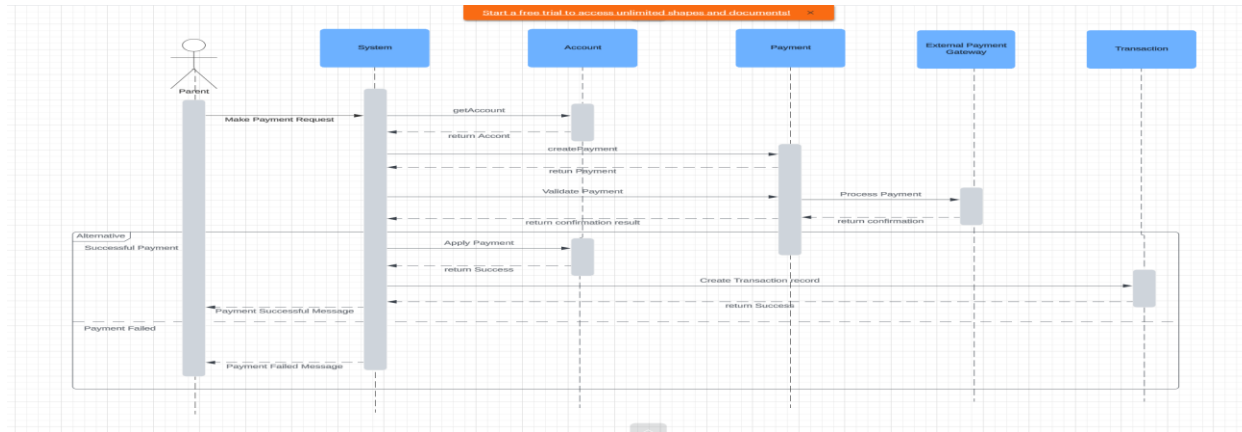 Start a free trial to access unlimited shapes and documents! ×
System
Account
Payment
External Payment
Gateway
Transaction
Parent
Make Payment Request
getAccount
return Accont
createPayment
retun Payment
Validate Payment
Process Payment
return confirmation result
return confirmation
Alternative
Successful Payment
Apply Payment
return Success
Create Transaction record
return Success
Payment Successful Message
Payment Failed
Payment Failed Message